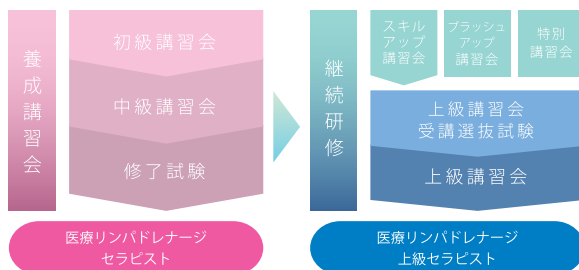 養成講習会
初級講習会
中級講習会
修了試験
医療リンパドレナージ
セラピスト
継続研修
スキル
アップ
講習会
ブラッシュ
アップ
講習会
特別
講習会
上級講習会
受講選抜試験
上級講習会
医療リンパドレナージ
上級セラピスト